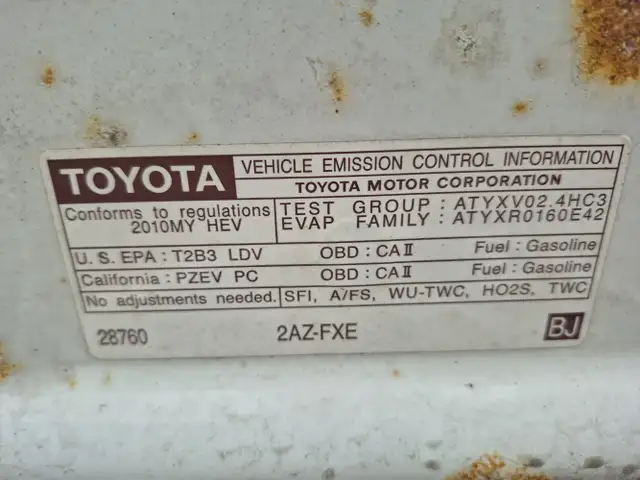 TOYOTA
VEHICLE EMISSION CONTROL INFORMATION
TOYOTA MOTOR CORPORATION
Conforms to regulations
2010MY HEV
TEST GROUP : ATYXV02.4HC3
EVAP FAMILY : ATYXR0160E42
U.S. EPA : T2B3 LDV OBD : CAⅡ Fuel : Gasoline
California : PZEV PC OBD : CAⅡ Fuel : Gasoline
No adjustments needed. SFI, A/FS, WU-TWC, HO2S, TWC
28760 2AZ-FXE BJ